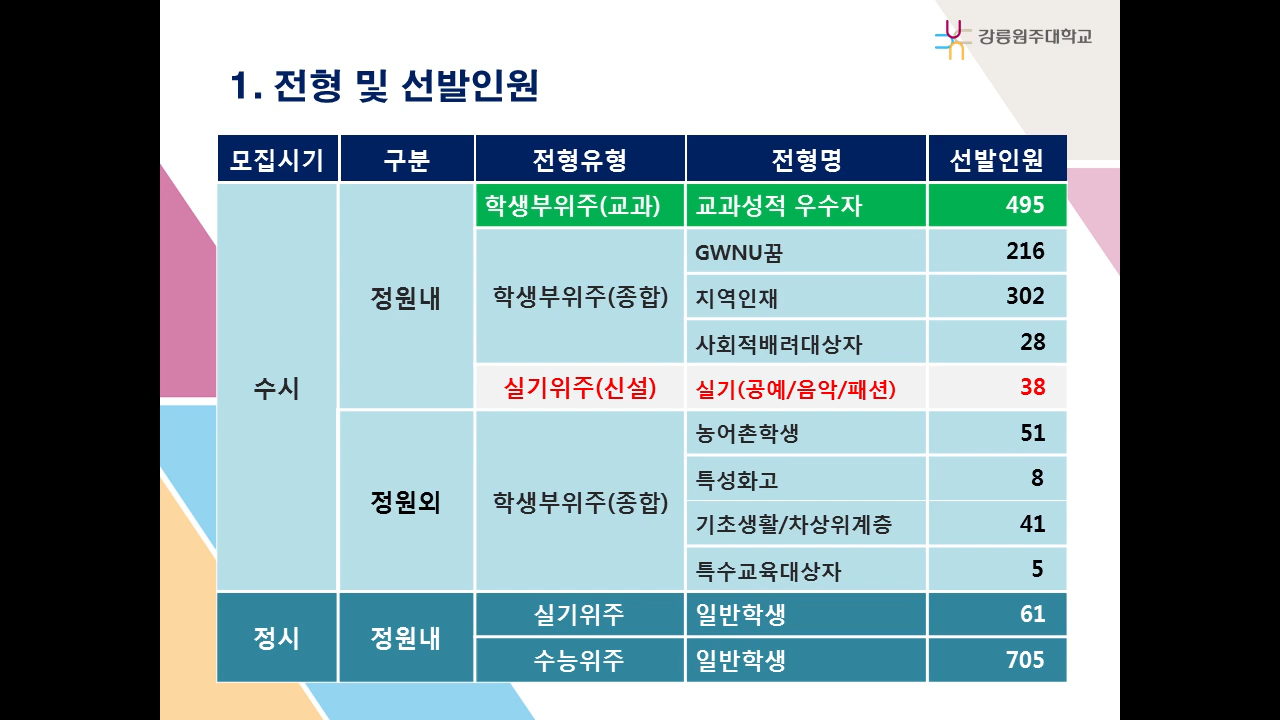 강릉원주대학교
1. 전형 및 선발인원
모집시기 구분 전형유형 전형명 선발인원
수시 정원내 학생부위주(교과) 교과성적 우수자 495
학생부위주(종합) GWNU꿈 216
지역인재 302
사회적배려대상자 28
실기위주(신설) 실기(공예/음악/패션) 38
정원외 학생부위주(종합) 농어촌학생 51
특성화고 8
기초생활/차상위계층 41
특수교육대상자 5
정시 정원내 실기위주 일반학생 61
수능위주 일반학생 705